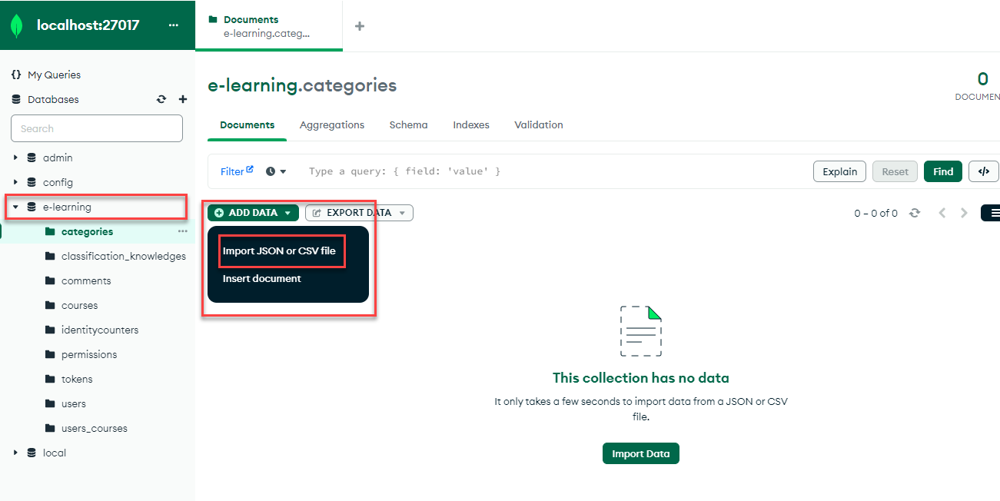 localhost:27017
...
Documents
e-learning.categ...
+
{} My Queries
Databases
Search
admin
config
e-learning
categories
classification_knowledges
comments
courses
identitycounters
permissions
tokens
users
users_courses
local
e-learning.categories
0
DOCUMEN
Documents
Aggregations
Schema
Indexes
Validation
Filter
Type a query: { field: 'value' }
Explain
Reset
Find
</>
ADD DATA
EXPORT DATA
0 – 0 of 0
Import JSON or CSV file
Insert document
This collection has no data
It only takes a few seconds to import data from a JSON or CSV
file.
Import Data